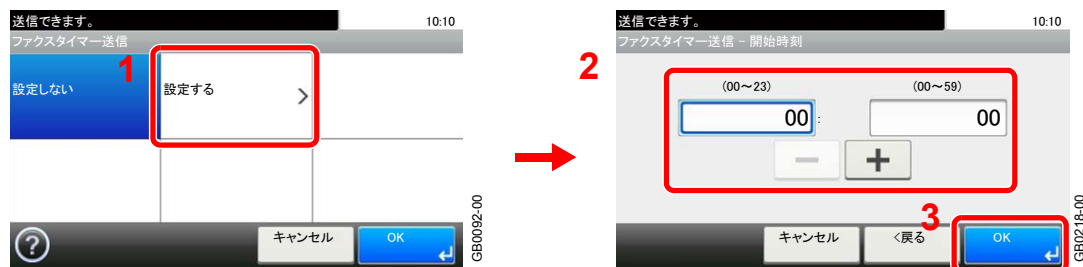 送信できます。
10:10
ファクスタイマー送信
1
設定しない
設定する
キャンセル
OK
GB0092-00
送信できます。
10:10
ファクスタイマー送信 - 開始時刻
2
(00～23)
(00～59)
00
:
00
3
キャンセル
<戻る
OK
GB0218-00